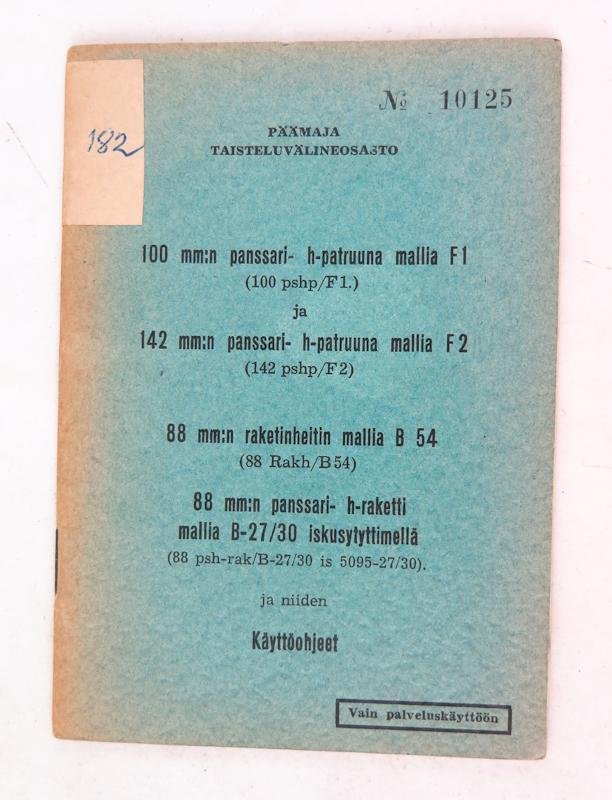 № 10125
182
PÄÄMAJA
TAISTELUVÄLINEOSASTO
100 mm:n panssari- h-patruuna mallia F1
(100 pshp/F1.)
ja
142 mm:n panssari- h-patruuna mallia F2
(142 pshp/F2)
88 mm:n raketinheitin mallia B 54
(88 Rakh/B54)
88 mm:n panssari- h-raketti
mallia B-27/30 iskusytyttimellä
(88 psh-rak/B-27/30 is 5095-27/30).
ja niiden
Käyttöohjeet
Vain palveluskäyttöön